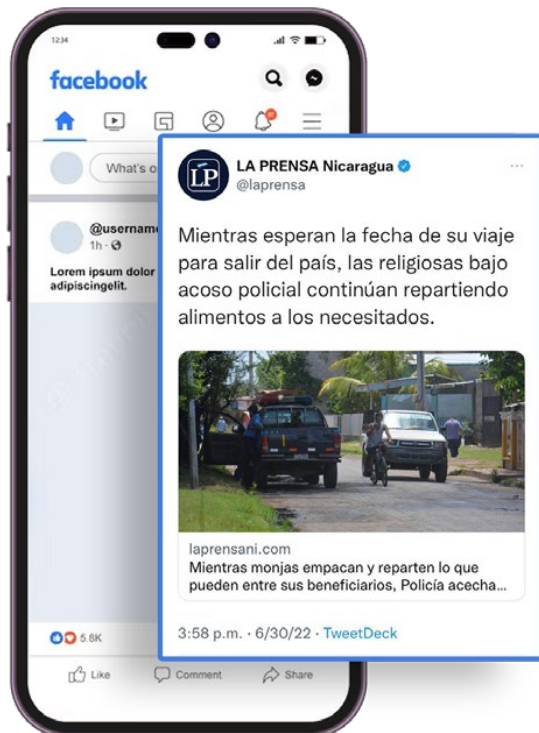 12:34
facebook
What's o
@username
1h
Lorem ipsum dolor
adipiscingelit.
5.8K
Like
Comment
Share
LP
LA PRENSA Nicaragua
@laprensa
Mientras esperan la fecha de su viaje
para salir del país, las religiosas bajo
acoso policial continúan repartiendo
alimentos a los necesitados.
laprensani.com
Mientras monjas empacan y reparten lo que
pueden entre sus beneficiarios, Policía acecha...
3:58 p.m. · 6/30/22 · TweetDeck